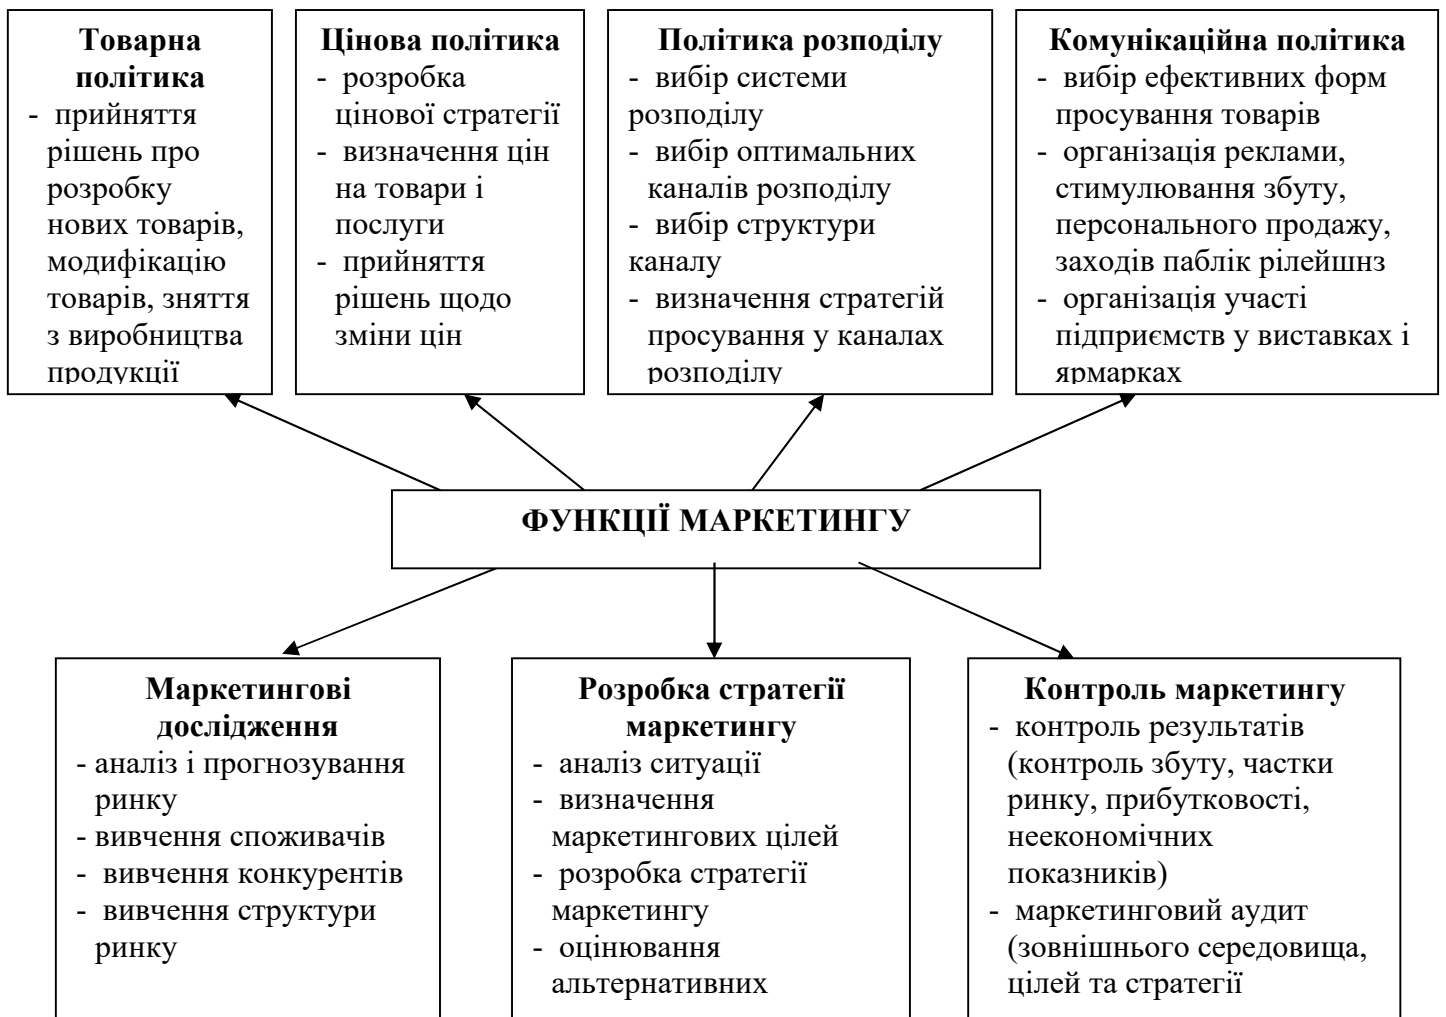 Товарна
політика
- прийняття
рішень про
розробку
нових товарів,
модифікацію
товарів, зняття
з виробництва
продукції
Цінова політика
- розробка
цінової стратегії
- визначення цін
на товари і
послуги
- прийняття
рішень щодо
зміни цін
Політика розподілу
- вибір системи
розподілу
- вибір оптимальних
каналів розподілу
- вибір структури
каналу
- визначення стратегій
просування у каналах
розподілу
Комунікаційна політика
- вибір ефективних форм
просування товарів
- організація реклами,
стимулювання збуту,
персонального продажу,
заходів паблік рілейшнз
- організація участі
підприємств у виставках і
ярмарках
ФУНКЦІЇ МАРКЕТИНГУ
Маркетингові
дослідження
- аналіз і прогнозування
ринку
- вивчення споживачів
- вивчення конкурентів
- вивчення структури
ринку
Розробка стратегії
маркетингу
- аналіз ситуації
- визначення
маркетингових цілей
- розробка стратегії
маркетингу
- оцінювання
альтернативних
Контроль маркетингу
- контроль результатів
(контроль збуту, частки
ринку, прибутковості,
неекономічних
показників)
- маркетинговий аудит
(зовнішнього середовища,
цілей та стратегії